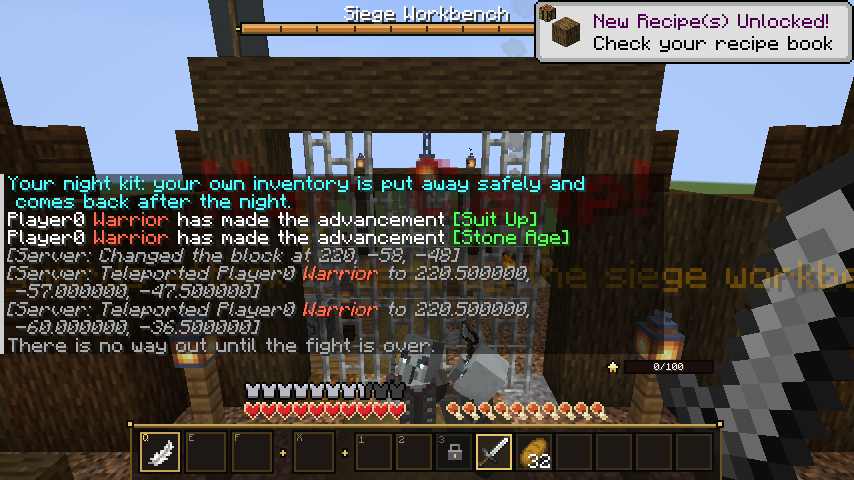 Siege Workbench
New Recipe(s) Unlocked!
Check your recipe book
Your night kit: your own inventory is put away safely and
comes back after the night.
Player0 Warrior has made the advancement [Suit Up]
Player0 Warrior has made the advancement [Stone Age]
[Server: Changed the block at 220, -58, -48]
[Server: Teleported Player0 Warrior to 220.500000,
-57.000000, -47.500000]
[Server: Teleported Player0 Warrior to 220.500000,
-60.000000, -36.500000]
There is no way out until the fight is over.
he siege workbe
0/100
Q E F X 1 2 3
32